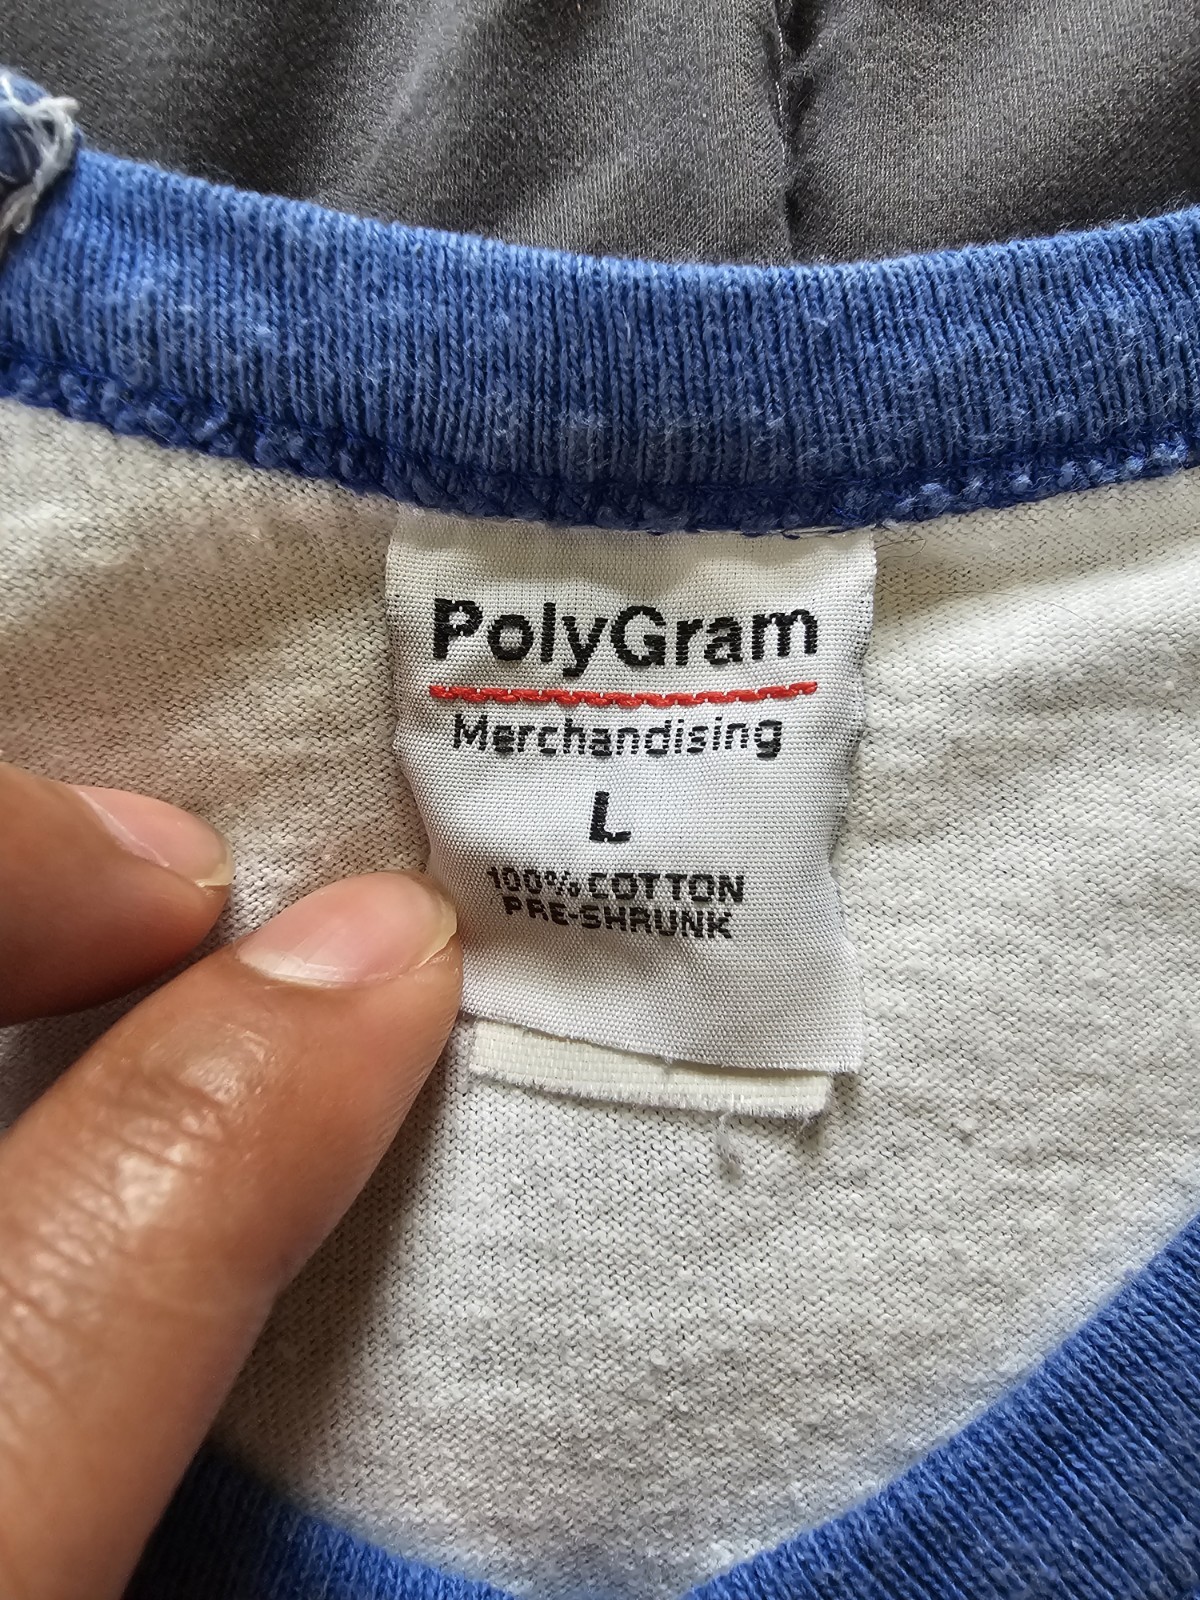 PolyGram
Merchandising
L
100% COTTON
PRE-SHRUNK